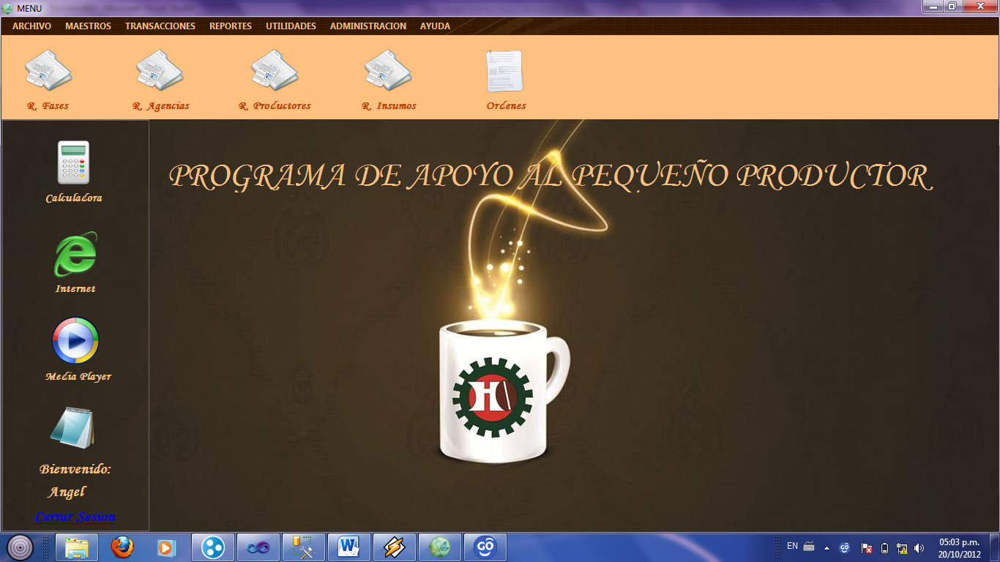 MENU
ARCHIVO MAESTROS TRANSACCIONES REPORTES UTILIDADES ADMINISTRACION AYUDA
R. Fases R. Agencias R. Productores R. Insumos Ordenes
PROGRAMA DE APOYO AL PEQUEÑO PRODUCTOR
Calculadora
Internet
Media Player
H
Bienvenido:
Angel
Cerrar Sesion
EN
05:03 p.m.
20/10/2012